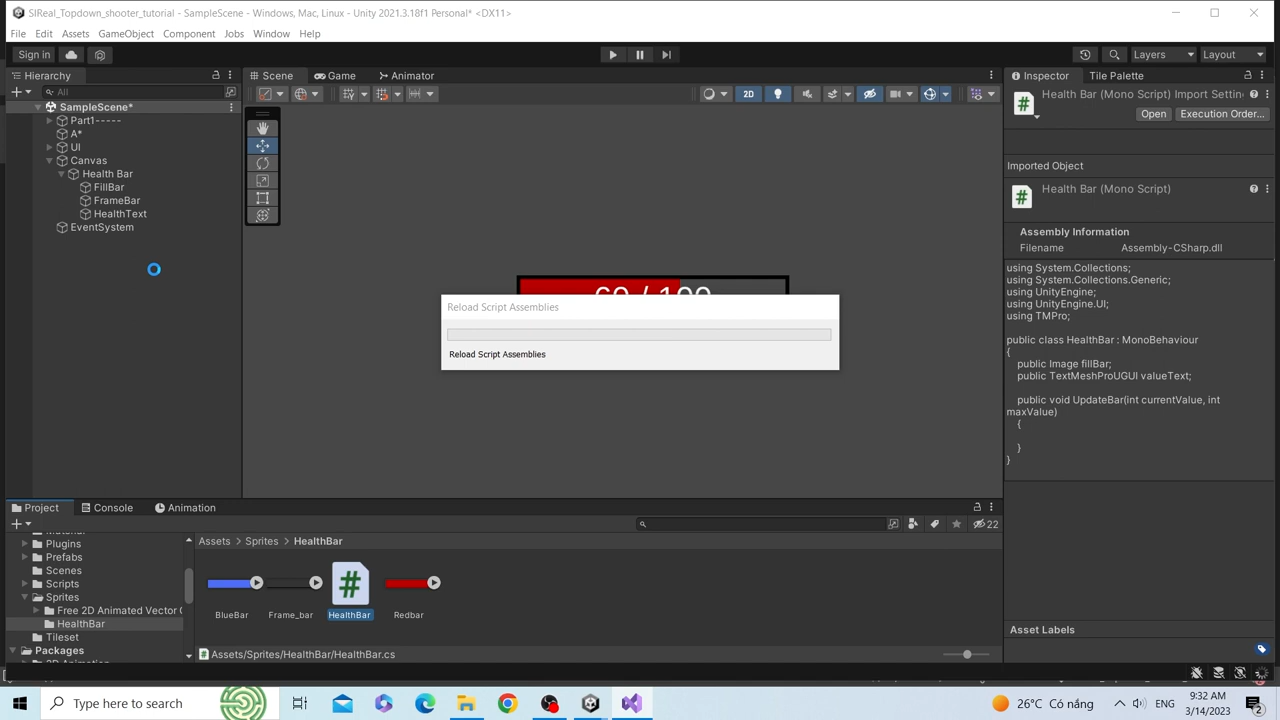 SIReal_Topdown_shooter_tutorial - SampleScene - Windows, Mac, Linux - Unity 2021.3.18f1 Personal* <DX11>
File Edit Assets GameObject Component Jobs Window Help
Sign in
Layers
Layout
Hierarchy
All
SampleScene*
Part1-----
A*
UI
Canvas
Health Bar
FillBar
FrameBar
HealthText
EventSystem
Scene
Game
Animator
2D
Reload Script Assemblies
Reload Script Assemblies
Inspector
Tile Palette
Health Bar (Mono Script) Import Settin
Open
Execution Order...
Imported Object
Health Bar (Mono Script)
Assembly Information
Filename Assembly-CSharp.dll
using System.Collections;
using System.Collections.Generic;
using UnityEngine;
using UnityEngine.UI;
using TMPro;
public class HealthBar : MonoBehaviour
{
public Image fillBar;
public TextMeshProUGUI valueText;
public void UpdateBar(int currentValue, int
maxValue)
{
}
}
Asset Labels
Project
Console
Animation
22
Plugins
Prefabs
Scenes
Scripts
Sprites
Free 2D Animated Vector
HealthBar
Tileset
Packages
Assets > Sprites > HealthBar
BlueBar
Frame_bar
HealthBar
Redbar
Assets/Sprites/HealthBar/HealthBar.cs
Type here to search
26°C Có nắng
9:32 AM
3/14/2023
2